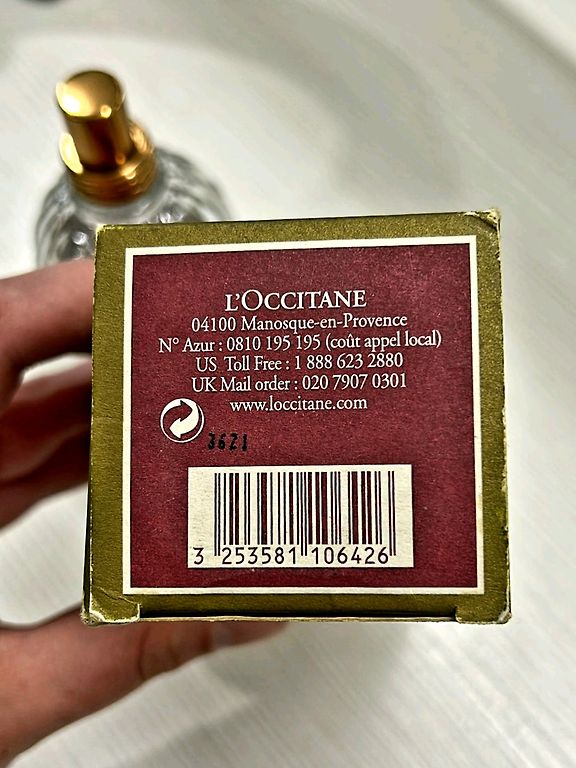 L'OCCITANE
04100 Manosque-en-Provence
N° Azur : 0810 195 195 (coût appel local)
US Toll Free : 1 888 623 2880
UK Mail order : 020 7907 0301
www.loccitane.com
3621
3 253581 106426